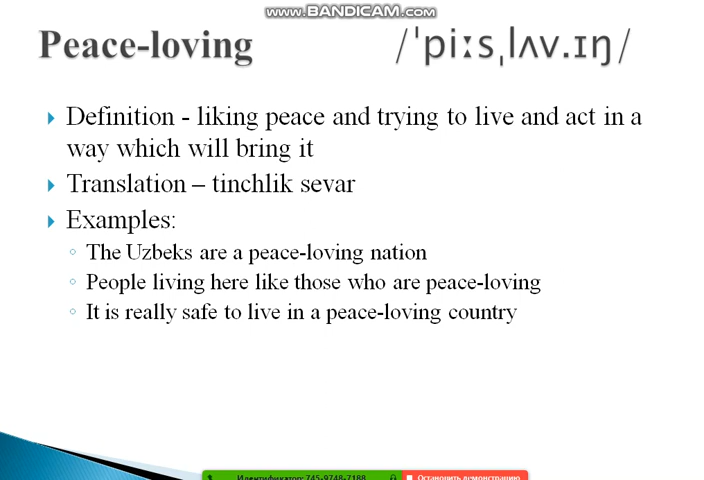 www.BANDICAM.com
Peace-loving /ˈpiːsˌlʌv.ɪŋ/
Definition - liking peace and trying to live and act in a
way which will bring it
Translation – tinchlik sevar
Examples:
The Uzbeks are a peace-loving nation
People living here like those who are peace-loving
It is really safe to live in a peace-loving country
Идентификатор: 745-9748-7188 Остановить демонстрацию